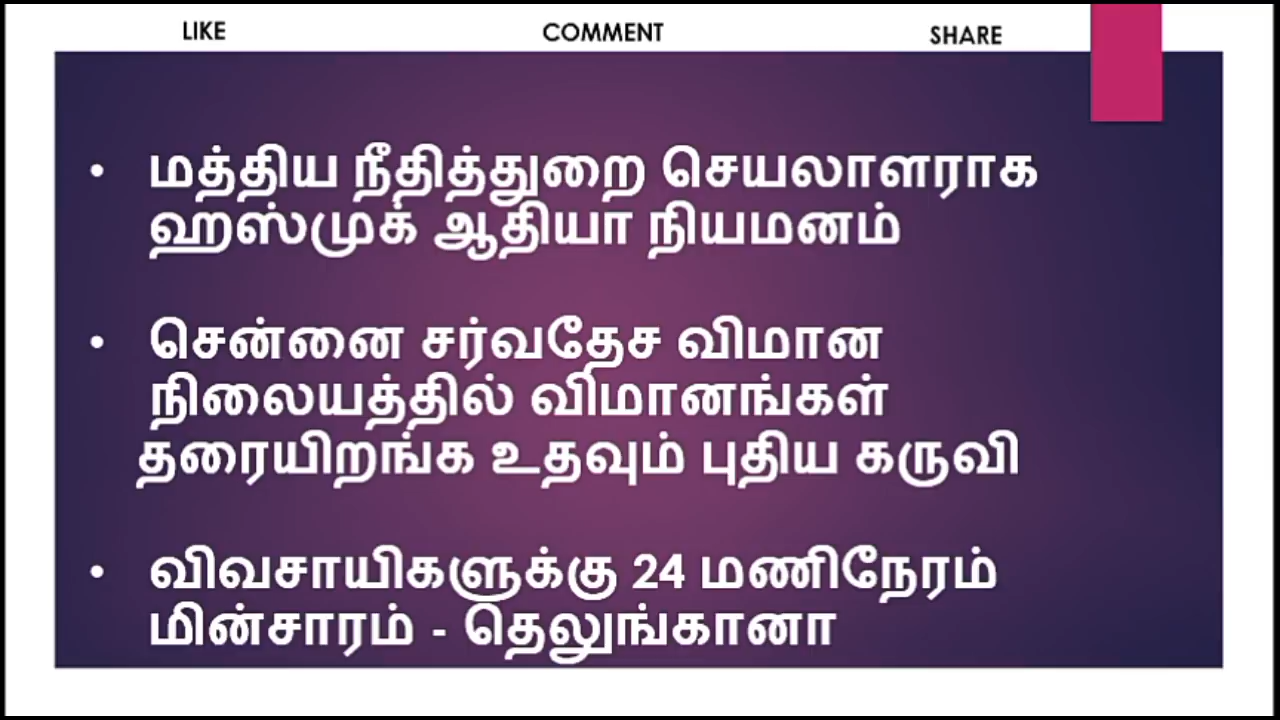 LIKE COMMENT SHARE
• மத்திய நீதித்துறை செயலாளராக
ஹஸ்முக் ஆதியா நியமனம்
• சென்னை சர்வதேச விமான
நிலையத்தில் விமானங்கள்
தரையிறங்க உதவும் புதிய கருவி
• விவசாயிகளுக்கு 24 மணிநேரம்
மின்சாரம் - தெலுங்கானா